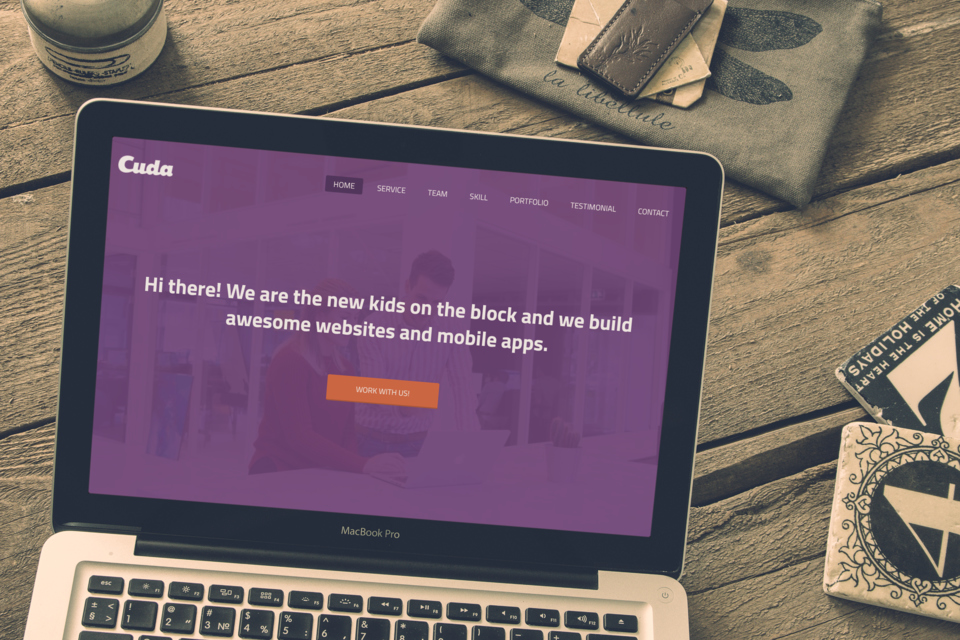 la libellule
Cuda
HOME SERVICE TEAM SKILL PORTFOLIO TESTIMONIAL CONTACT
Hi there! We are the new kids on the block and we build
awesome websites and mobile apps.
WORK WITH US!
HOME IS THE HEART
OF THE HOLIDAYS
MacBook Pro
esc